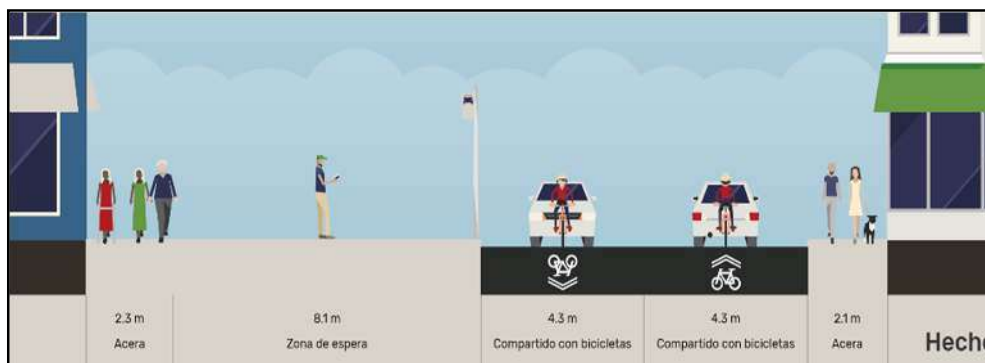 2.3 m
Acera
8.1 m
Zona de espera
4.3 m
Compartido con bicicletas
4.3 m
Compartido con bicicletas
2.1 m
Acera
Hech